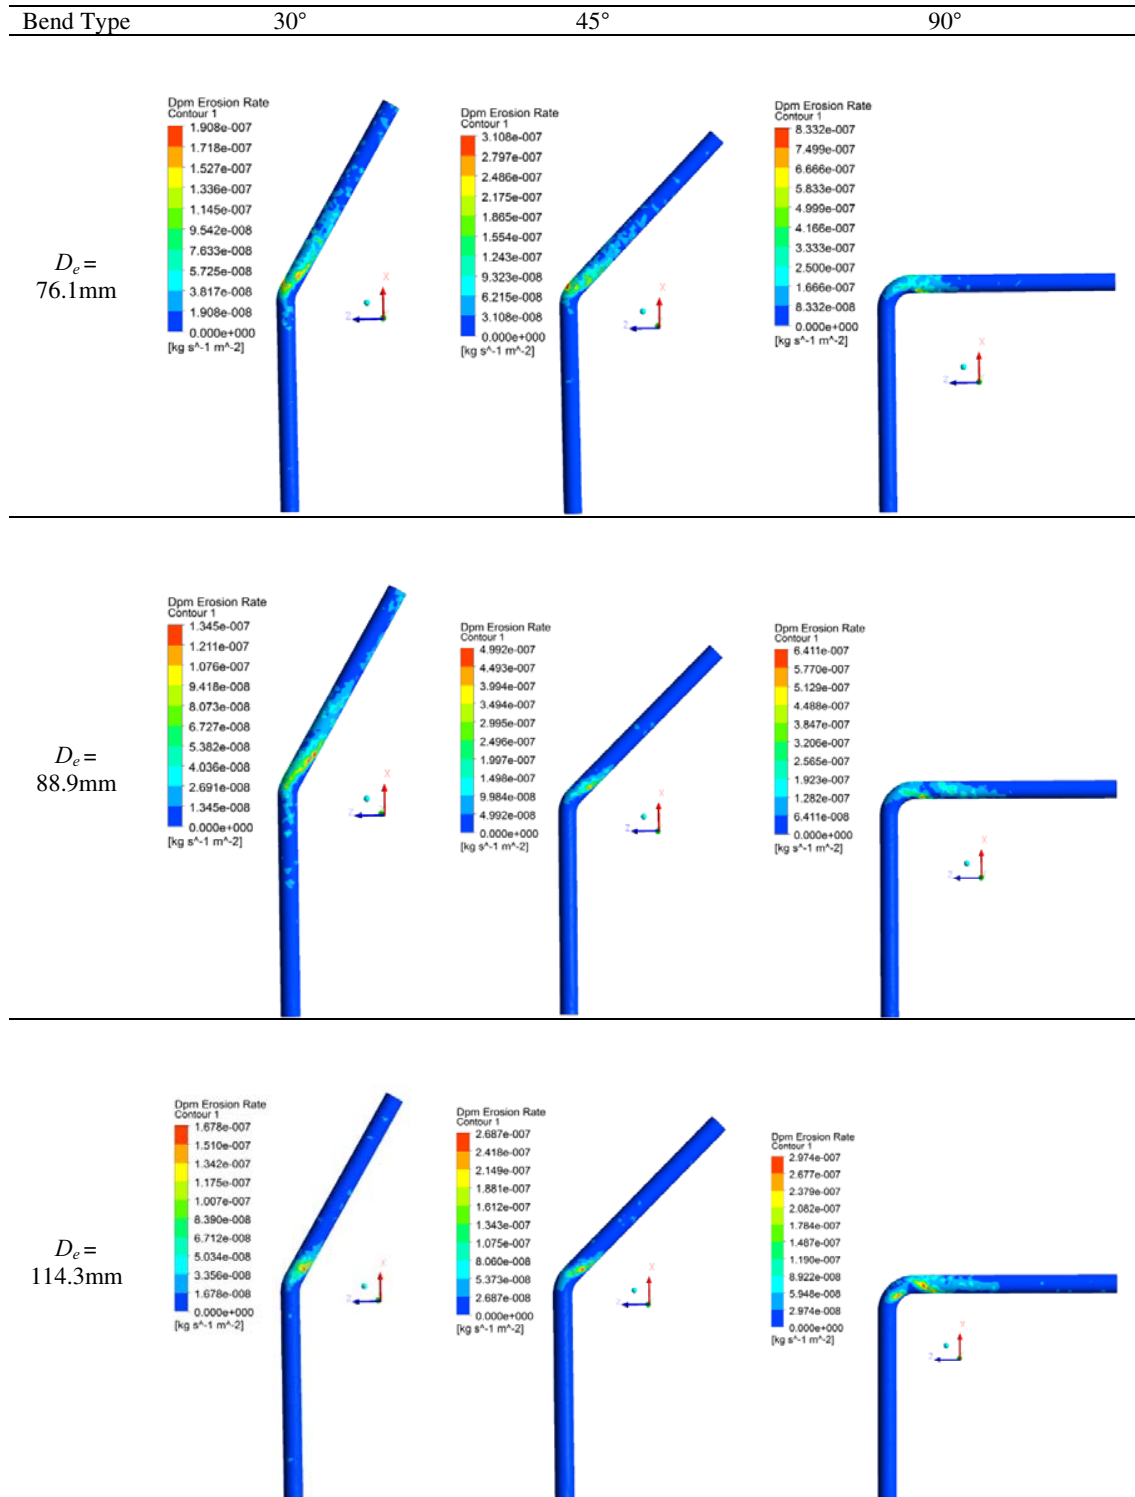 Bend Type 30° 45° 90°
Dpm Erosion Rate
Contour 1
1.908e-007
1.718e-007
1.527e-007
1.336e-007
1.145e-007
9.542e-008
7.633e-008
5.725e-008
3.817e-008
1.908e-008
0.000e+000
[kg s^-1 m^-2]
X
Z
Dpm Erosion Rate
Contour 1
3.108e-007
2.797e-007
2.486e-007
2.175e-007
1.865e-007
1.554e-007
1.243e-007
9.323e-008
6.215e-008
3.108e-008
0.000e+000
[kg s^-1 m^-2]
X
Z
Dpm Erosion Rate
Contour 1
8.332e-007
7.499e-007
6.666e-007
5.833e-007
4.999e-007
4.166e-007
3.333e-007
2.500e-007
1.666e-007
8.332e-008
0.000e+000
[kg s^-1 m^-2]
X
Z
De =
76.1mm
Dpm Erosion Rate
Contour 1
1.345e-007
1.211e-007
1.076e-007
9.418e-008
8.073e-008
6.727e-008
5.382e-008
4.036e-008
2.691e-008
1.345e-008
0.000e+000
[kg s^-1 m^-2]
X
Z
Dpm Erosion Rate
Contour 1
4.992e-007
4.493e-007
3.994e-007
3.494e-007
2.995e-007
2.496e-007
1.997e-007
1.498e-007
9.984e-008
4.992e-008
0.000e+000
[kg s^-1 m^-2]
X
Z
Dpm Erosion Rate
Contour 1
6.411e-007
5.770e-007
5.129e-007
4.488e-007
3.847e-007
3.206e-007
2.565e-007
1.923e-007
1.282e-007
6.411e-008
0.000e+000
[kg s^-1 m^-2]
X
Z
De =
88.9mm
Dpm Erosion Rate
Contour 1
1.678e-007
1.510e-007
1.342e-007
1.175e-007
1.007e-007
8.390e-008
6.712e-008
5.034e-008
3.356e-008
1.678e-008
0.000e+000
[kg s^-1 m^-2]
X
Z
Dpm Erosion Rate
Contour 1
2.687e-007
2.418e-007
2.149e-007
1.881e-007
1.612e-007
1.343e-007
1.075e-007
8.060e-008
5.373e-008
2.687e-008
0.000e+000
[kg s^-1 m^-2]
X
Z
Dpm Erosion Rate
Contour 1
2.974e-007
2.677e-007
2.379e-007
2.082e-007
1.784e-007
1.487e-007
1.190e-007
8.922e-008
5.948e-008
2.974e-008
0.000e+000
[kg s^-1 m^-2]
X
Z
De =
114.3mm